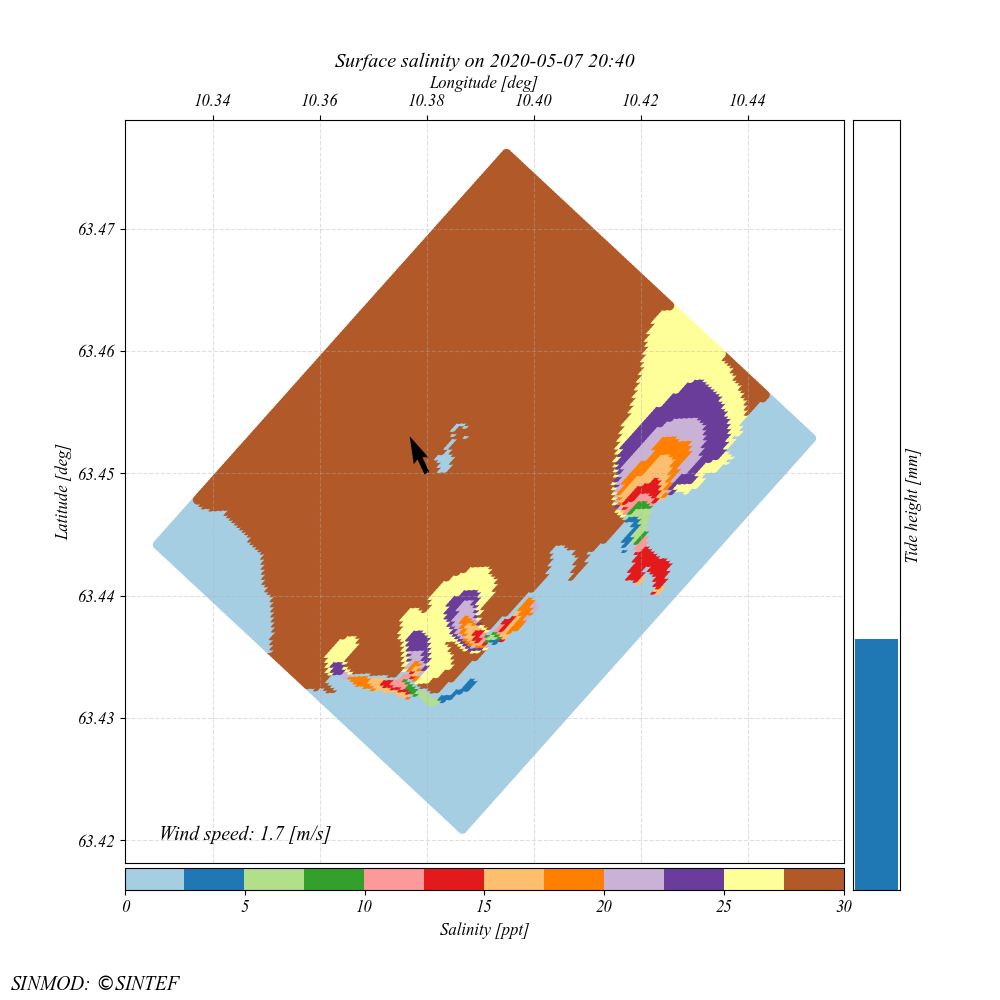 Surface salinity on 2020-05-07 20:40
Longitude [deg]
10.34 10.36 10.38 10.40 10.42 10.44
63.47
63.46
63.45
63.44
63.43
63.42
Latitude [deg]
Tide height [mm]
Wind speed: 1.7 [m/s]
0 5 10 15 20 25 30
Salinity [ppt]
SINMOD: ©SINTEF